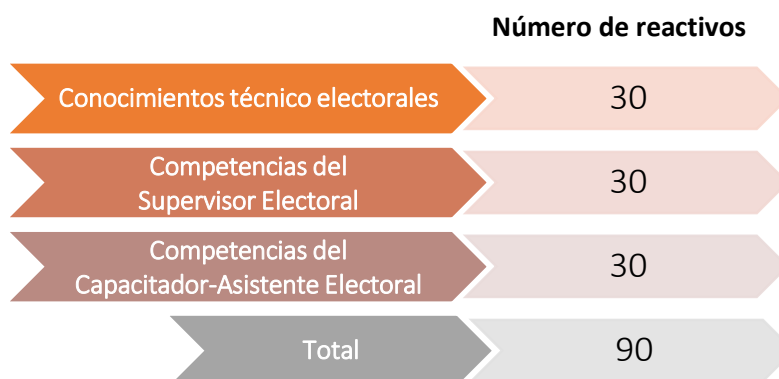 Número de reactivos
Conocimientos técnico electorales
30
Competencias del
Supervisor Electoral
30
Competencias del
Capacitador-Asistente Electoral
30
Total
90